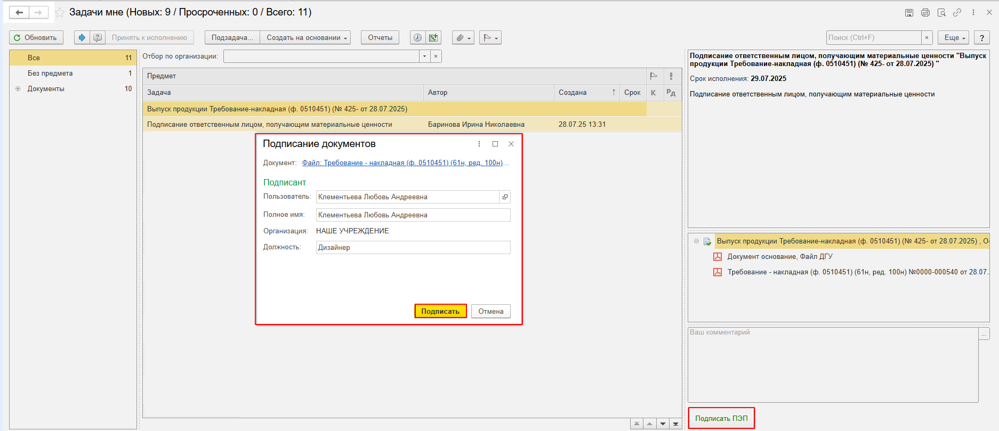 Задачи мне (Новых: 9 / Просроченных: 0 / Всего: 11)
Обновить
Принять к исполнению
Подзадача...
Создать на основании
Отчеты
Поиск (Ctrl+F)
×
Еще
?
Все 11
Без предмета 1
Документы 10
Отбор по организации:
Предмет
Задача Автор Создана ↑ Срок К Рд
Выпуск продукции Требование-накладная (ф. 0510451) (№ 425- от 28.07.2025)
Подписание ответственным лицом, получающим материальные ценности Баринова Ирина Николаевна 28.07.25 13:31
Подписание документов
Документ: Файл: Требование - накладная (ф. 0510451) (61н, ред. 100н)...
Подписант
Пользователь: Клементьева Любовь Андреевна
Полное имя: Клементьева Любовь Андреевна
Организация: НАШЕ УЧРЕЖДЕНИЕ
Должность: Дизайнер
Подписать
Отмена
Подписание ответственным лицом, получающим материальные ценности "Выпуск
продукции Требование-накладная (ф. 0510451) (№ 425- от 28.07.2025) "
Срок исполнения: 29.07.2025
Подписание ответственным лицом, получающим материальные ценности
Выпуск продукции Требование-накладная (ф. 0510451) (№ 425- от 28.07.2025) , Ос
Документ основание, Файл ДГУ
Требование - накладная (ф. 0510451) (61н, ред. 100н) №0000-000540 от 28.07.
Ваш комментарий
...
Подписать ПЭП